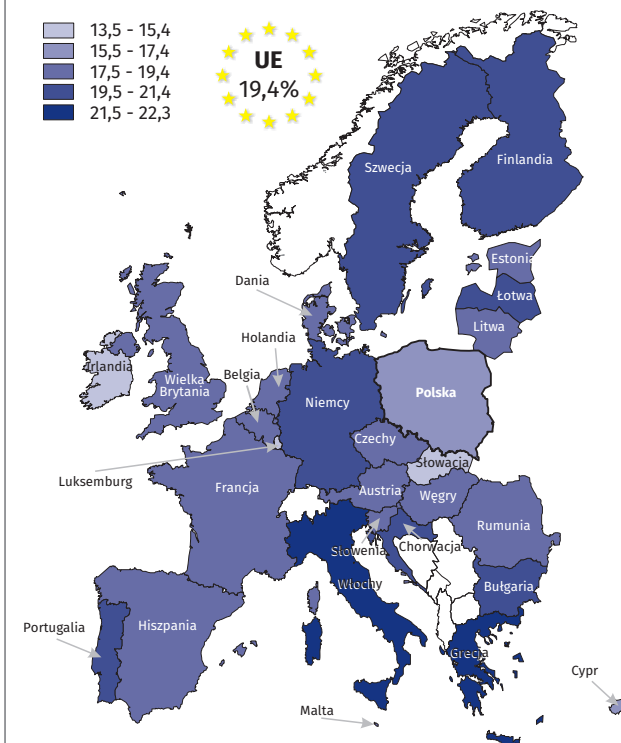 13,5 - 15,4
15,5 - 17,4
17,5 - 19,4
19,5 - 21,4
21,5 - 22,3
UE
19,4%
Szwecja
Finlandia
Estonia
Łotwa
Litwa
Dania
Holandia
Belgia
Irlandia
Wielka
Brytania
Niemcy
Polska
Luksemburg
Francja
Czechy
Słowacja
Austria
Węgry
Rumunia
Słowenia
Chorwacja
Włochy
Bułgaria
Portugalia
Hiszpania
Grecja
Malta
Cypr